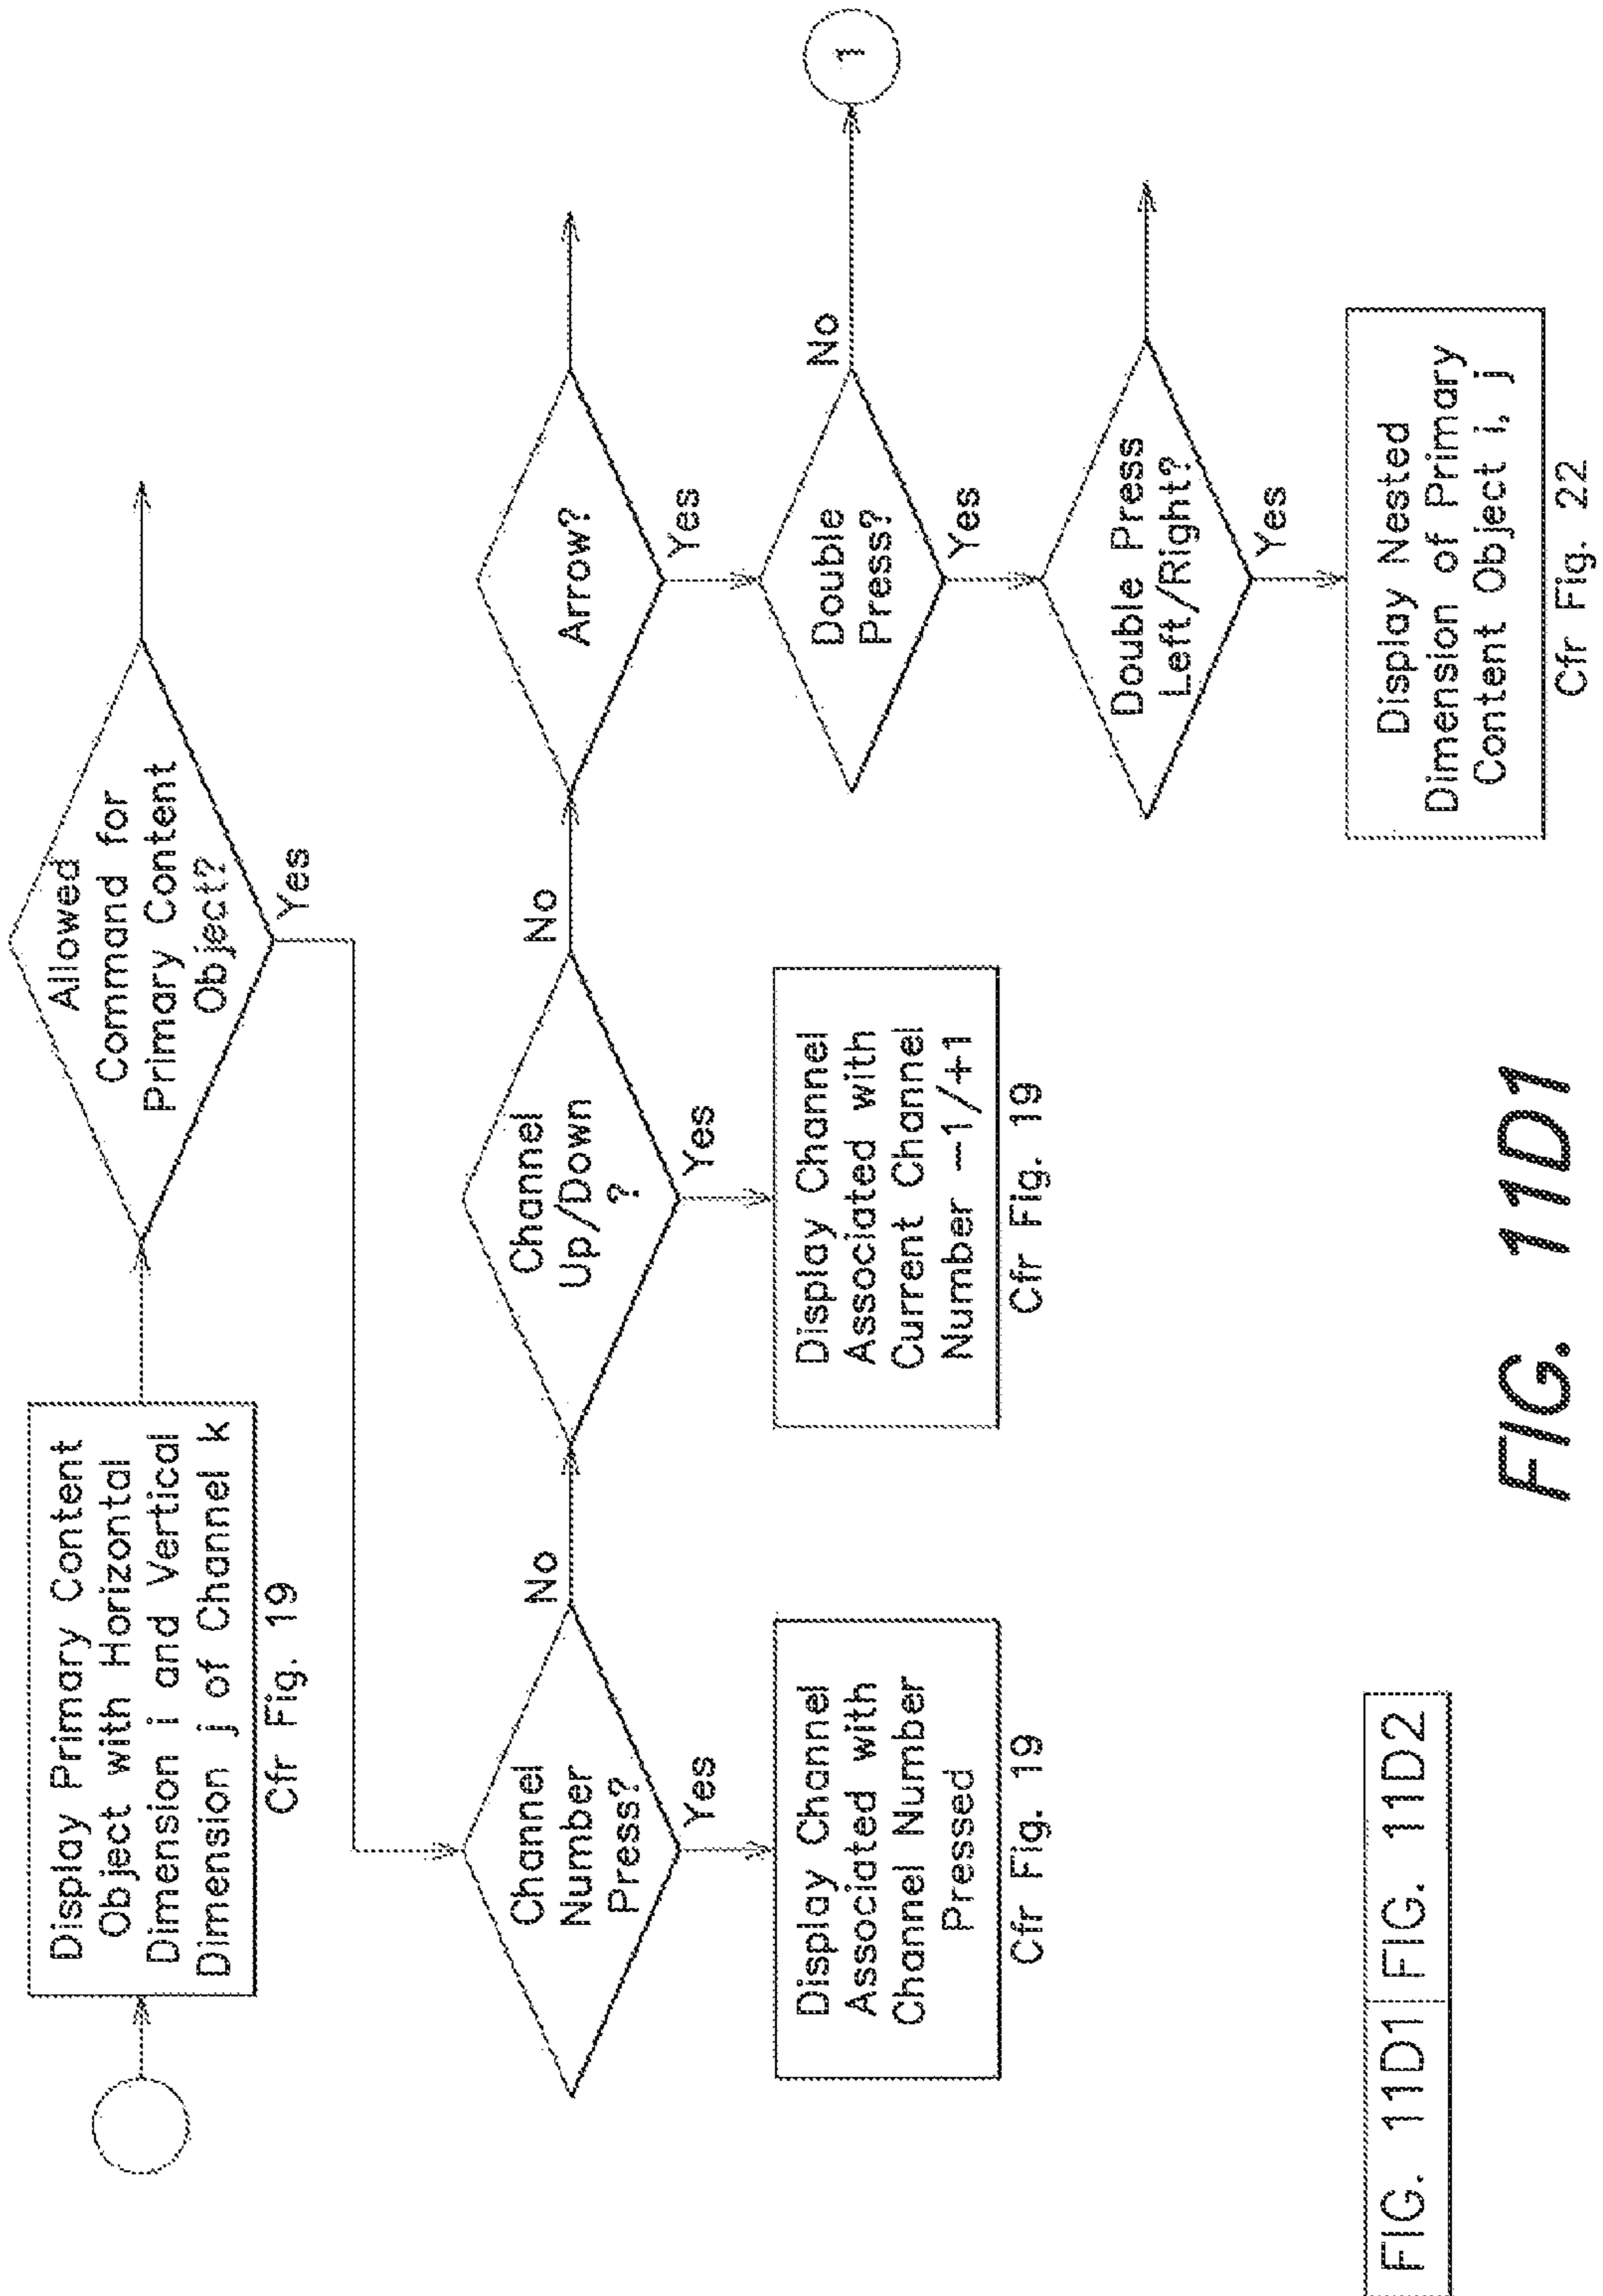 Display Primary Content
Object with Horizontal
Dimension i and Vertical
Dimension j of Channel k
Cfr Fig. 19
Allowed
Command for
Primary Content
Object?
Yes
Channel
Number
Press?
No
Yes
Display Channel
Associated with
Channel Number
Pressed
Cfr Fig. 19
Channel
Up/Down
?
No
Yes
Display Channel
Associated with
Current Channel
Number -1/+1
Cfr Fig. 19
Arrow?
Yes
Double
Press?
No
1
Yes
Double Press
Left/Right?
Yes
Display Nested
Dimension of Primary
Content Object i, j
Cfr Fig. 22
FIG. 11D1 FIG. 11D2
FIG. 11D1